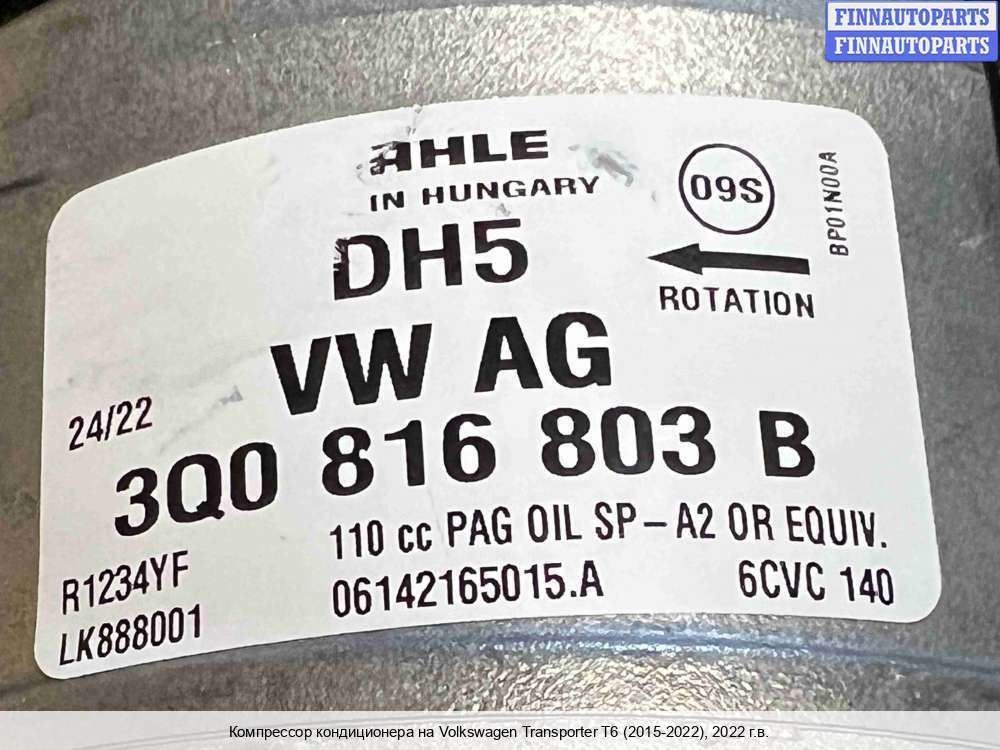 FINNAUTOPARTS
FINNAUTOPARTS
AHLE
IN HUNGARY
09S
BP01N00A
DH5
ROTATION
VW AG
24/22
3Q0 816 803 B
110 cc PAG OIL SP-A2 OR EQUIV.
R1234YF
06142165015.A
6CVC 140
LK888001
Компрессор кондиционера на Volkswagen Transporter T6 (2015-2022), 2022 г.в.